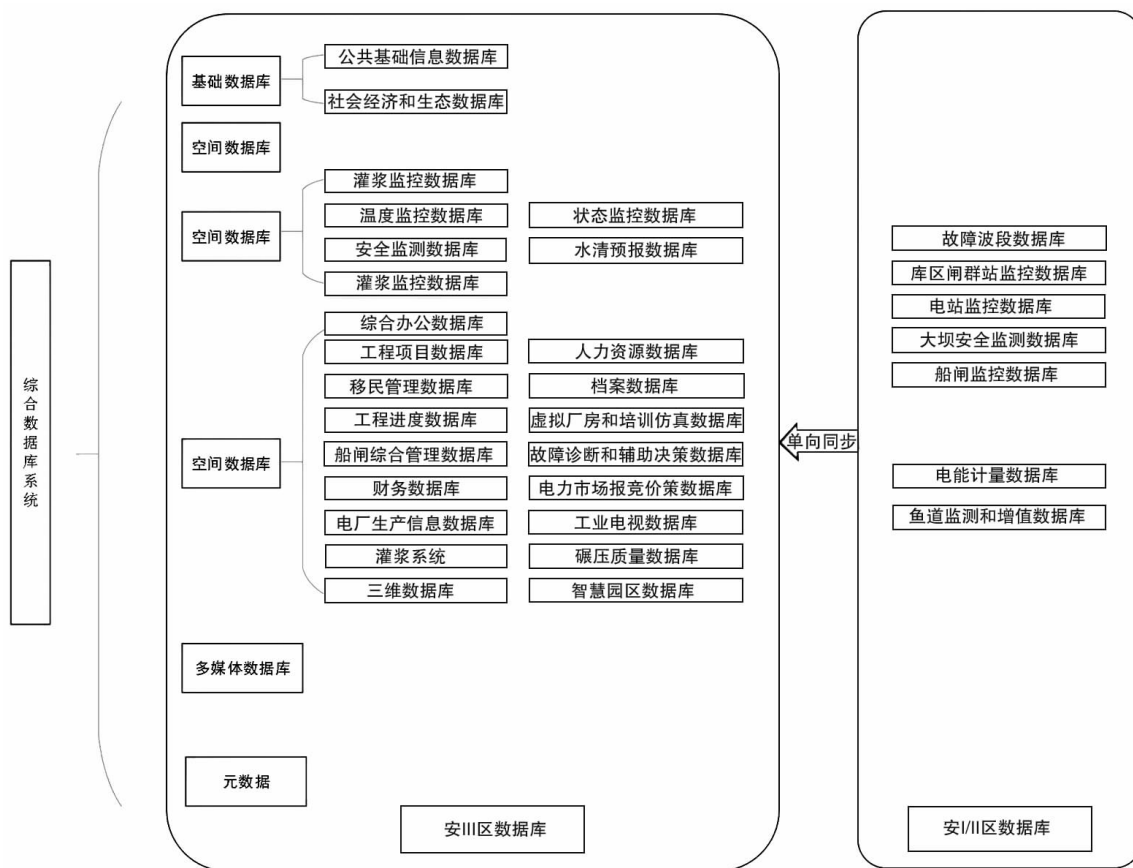 综合数据库系统
基础数据库
公共基础信息数据库
社会经济和生态数据库
空间数据库
空间数据库
灌浆监控数据库
温度监控数据库
状态监控数据库
安全监测数据库
水清预报数据库
灌浆监控数据库
空间数据库
综合办公数据库
工程项目数据库
人力资源数据库
移民管理数据库
档案数据库
工程进度数据库
虚拟厂房和培训仿真数据库
船闸综合管理数据库
故障诊断和辅助决策数据库
财务数据库
电力市场报竞价策数据库
电厂生产信息数据库
工业电视数据库
灌浆系统
碾压质量数据库
三维数据库
智慧园区数据库
多媒体数据库
元数据
安III区数据库
单向同步
故障波段数据库
库区闸群站监控数据库
电站监控数据库
大坝安全监测数据库
船闸监控数据库
电能计量数据库
鱼道监测和增值数据库
安I/II区数据库